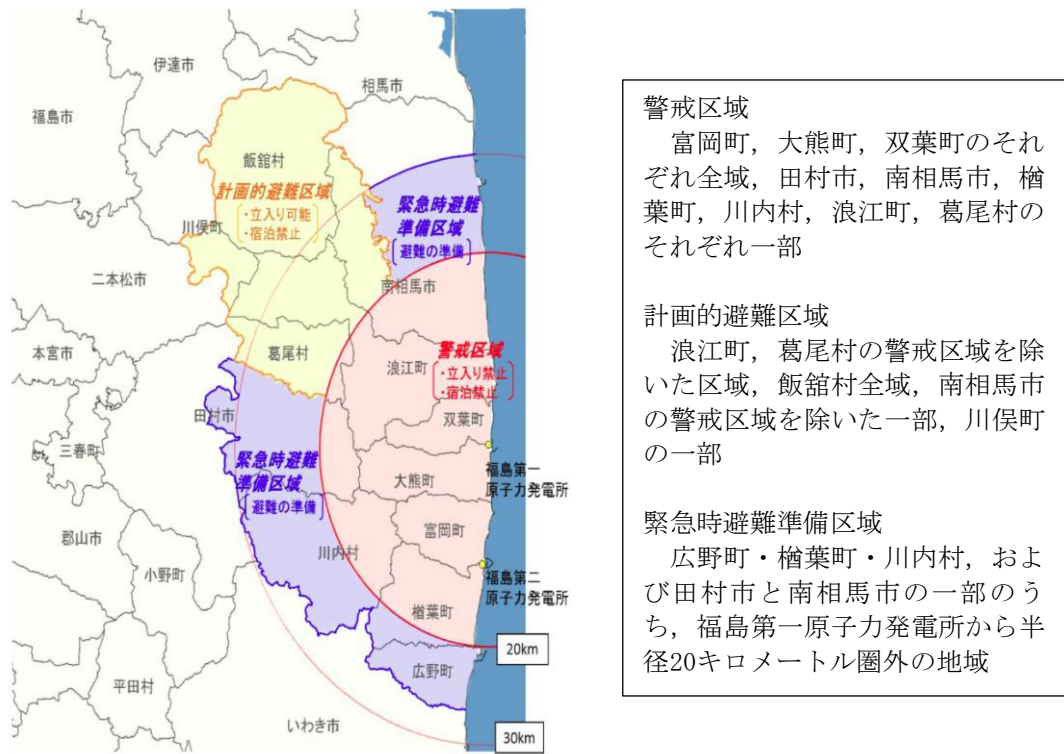 伊達市
相馬市
福島市
飯舘村
計画的避難区域
・立入り可能
・宿泊禁止
川俣町
緊急時避難
準備区域
避難の準備
二本松市
南相馬市
本宮市
葛尾村
浪江町
警戒区域
・立入り禁止
・宿泊禁止
田村市
双葉町
三春町
緊急時避難
準備区域
避難の準備
大熊町
福島第一
原子力発電所
郡山市
富岡町
川内村
小野町
福島第二
原子力発電所
楢葉町
20km
広野町
平田村
いわき市
30km
警戒区域
富岡町，大熊町，双葉町のそれ
ぞれ全域，田村市，南相馬市，楢
葉町，川内村，浪江町，葛尾村の
それぞれ一部
計画的避難区域
浪江町，葛尾村の警戒区域を除
いた区域，飯舘村全域，南相馬市
の警戒区域を除いた一部，川俣町
の一部
緊急時避難準備区域
広野町・楢葉町・川内村，およ
び田村市と南相馬市の一部のう
ち，福島第一原子力発電所から半
径20キロメートル圏外の地域